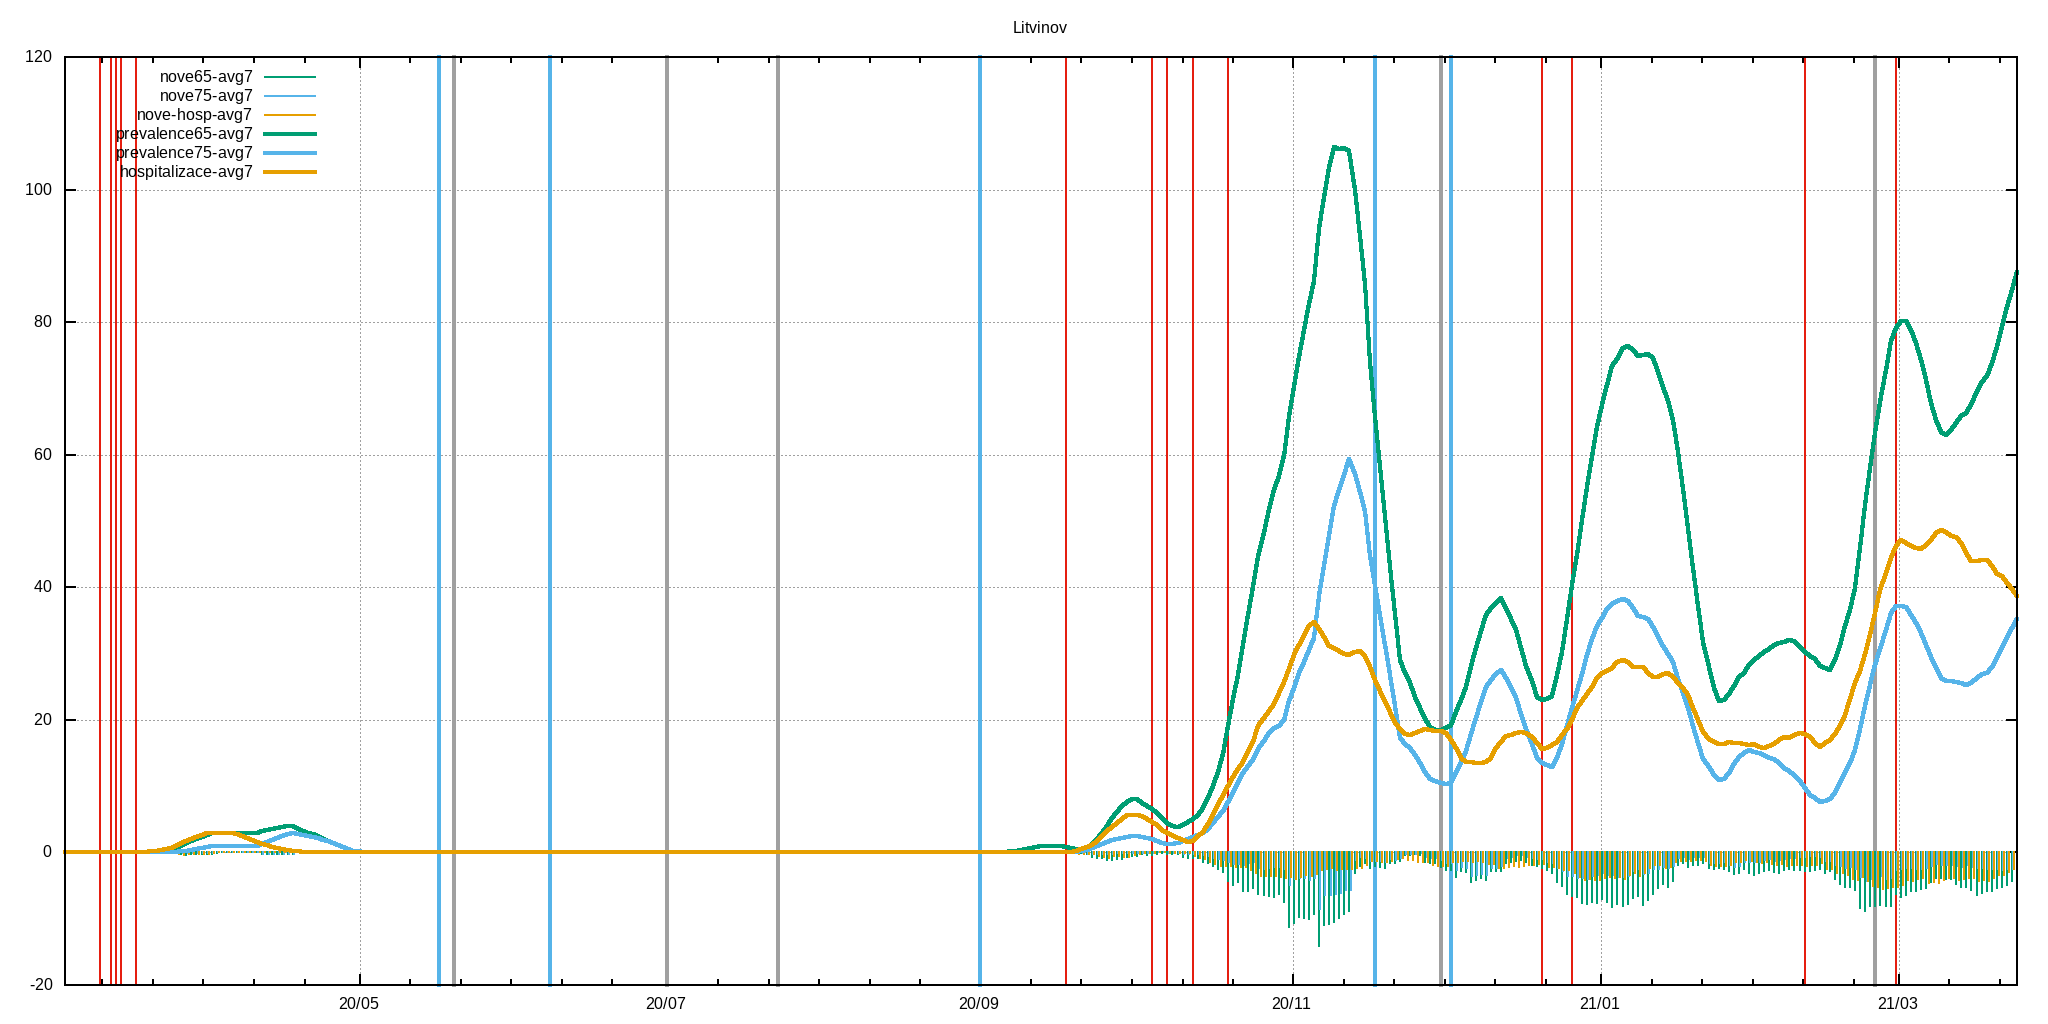 Litvinov
120
100
80
60
40
20
0
-20
nove65-avg7
nove75-avg7
nove-hosp-avg7
prevalence65-avg7
prevalence75-avg7
hospitalizace-avg7
20/05
20/07
20/09
20/11
21/01
21/03